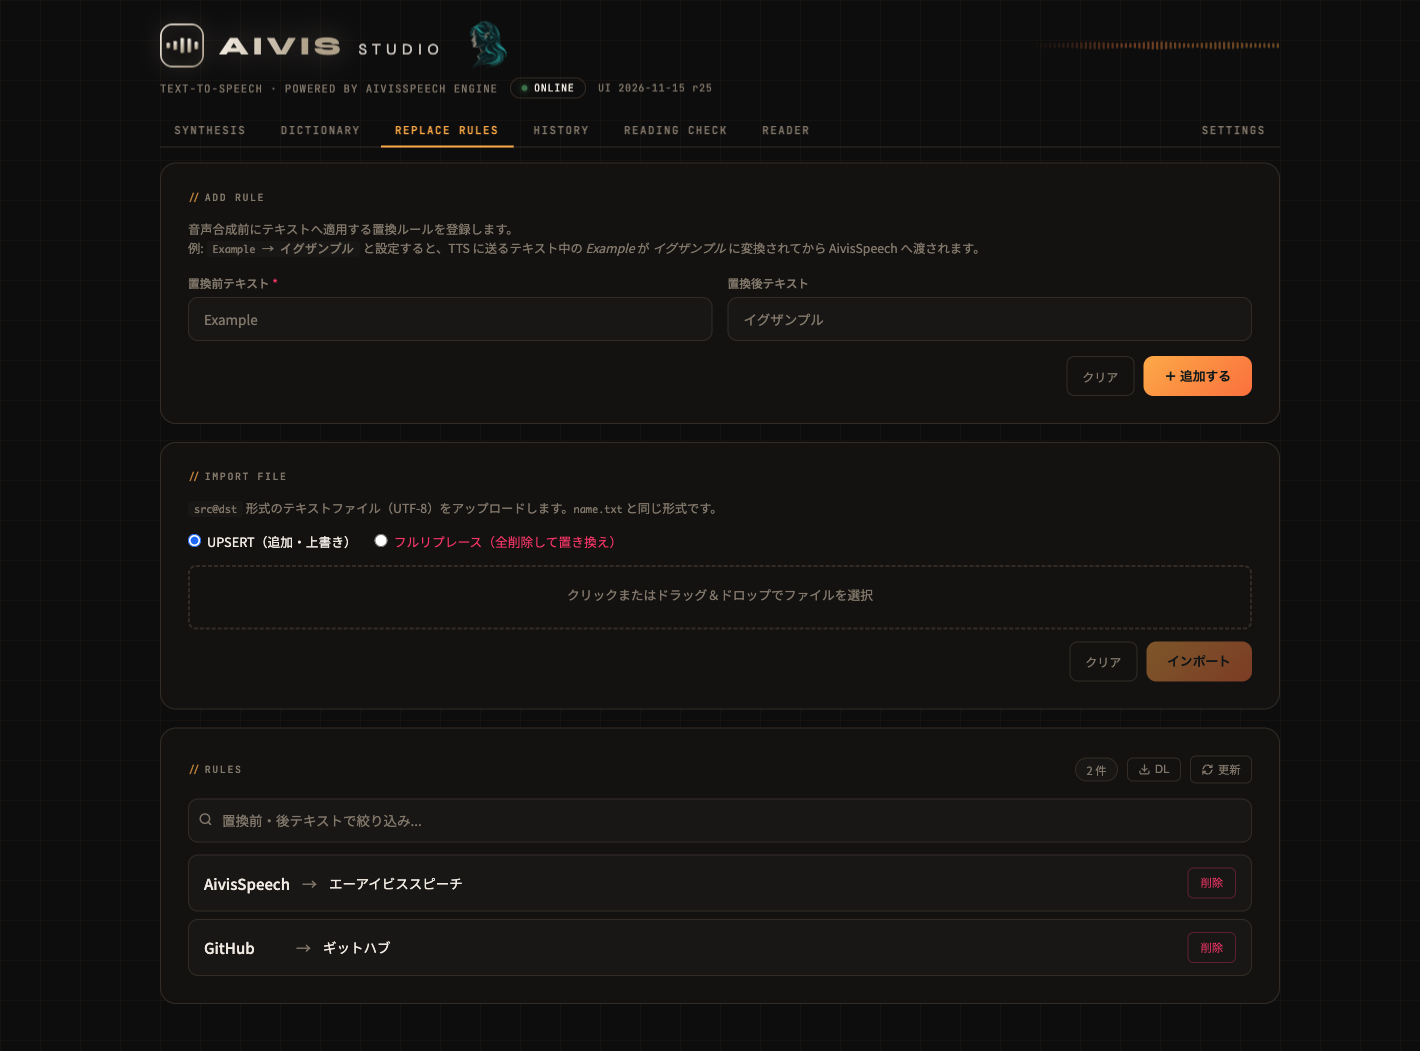 AIVIS STUDIO
TEXT-TO-SPEECH · POWERED BY AIVISSPEECH ENGINE ONLINE UI 2026-11-15 r25
SYNTHESIS DICTIONARY REPLACE RULES HISTORY READING CHECK READER SETTINGS
// ADD RULE
音声合成前にテキストへ適用する置換ルールを登録します。
例: Example → イグザンプル と設定すると、TTS に送るテキスト中の Example が イグザンプル に変換されてから AivisSpeech へ渡されます。
置換前テキスト * 置換後テキスト
Example イグザンプル
クリア + 追加する
// IMPORT FILE
src@dst 形式のテキストファイル（UTF-8）をアップロードします。name.txt と同じ形式です。
UPSERT（追加・上書き） フルリプレース（全削除して置き換え）
クリックまたはドラッグ＆ドロップでファイルを選択
クリア インポート
// RULES 2 件 DL 更新
置換前・後テキストで絞り込み...
AivisSpeech → エーアイビススピーチ 削除
GitHub → ギットハブ 削除